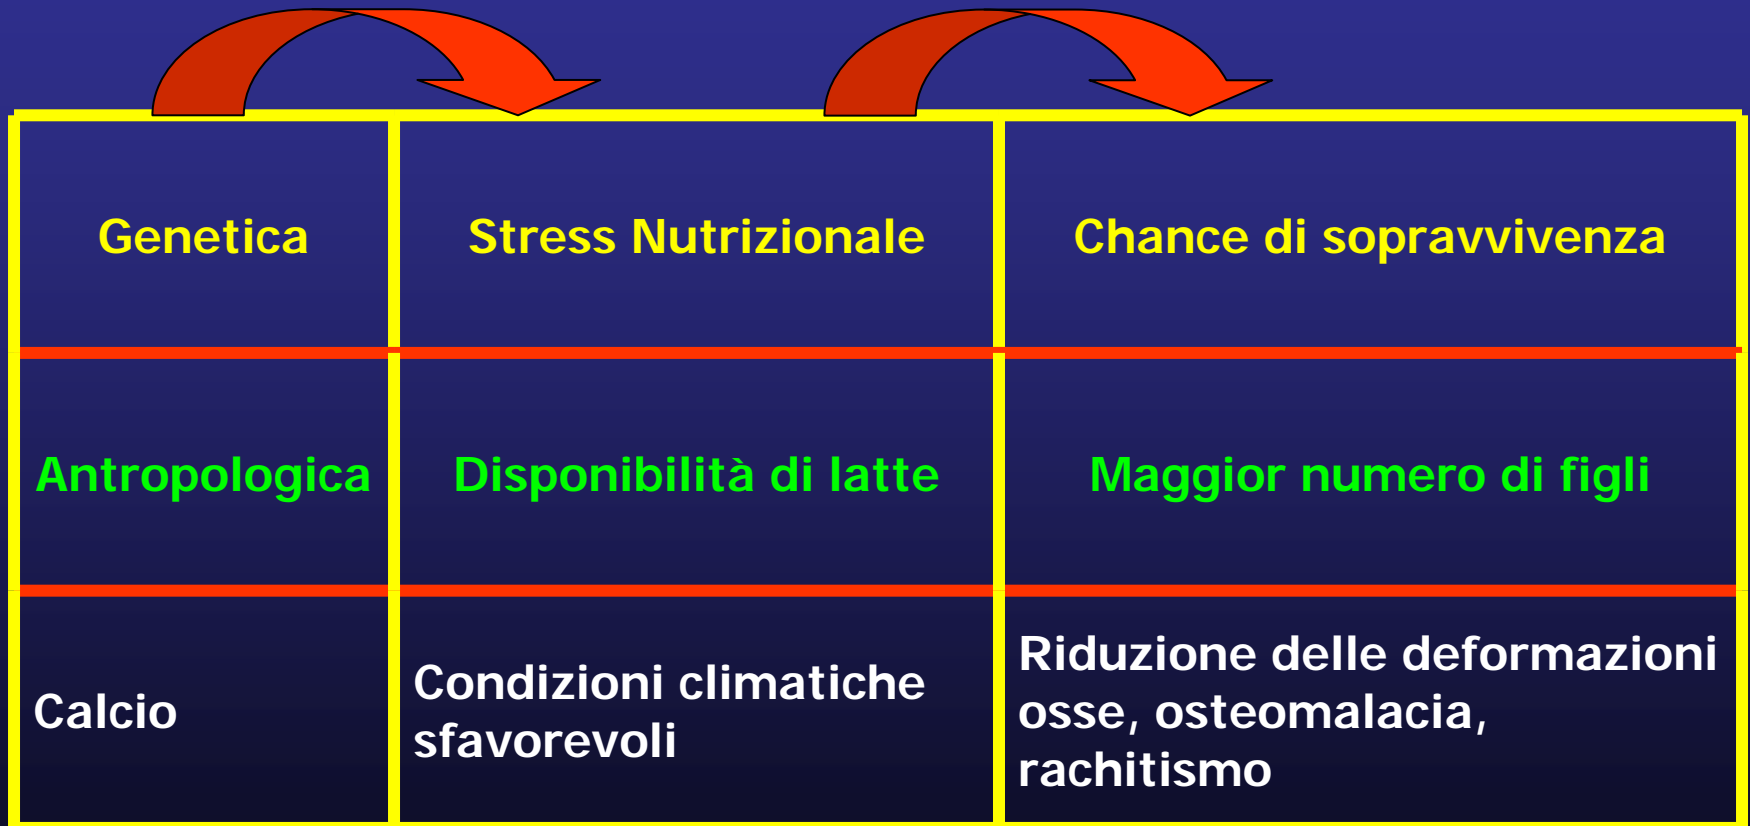 Genetica
Stress Nutrizionale
Chance di sopravvivenza
Antropologica
Disponibilità di latte
Maggior numero di figli
Calcio
Condizioni climatiche
sfavorevoli
Riduzione delle deformazioni
osse, osteomalacia,
rachitismo